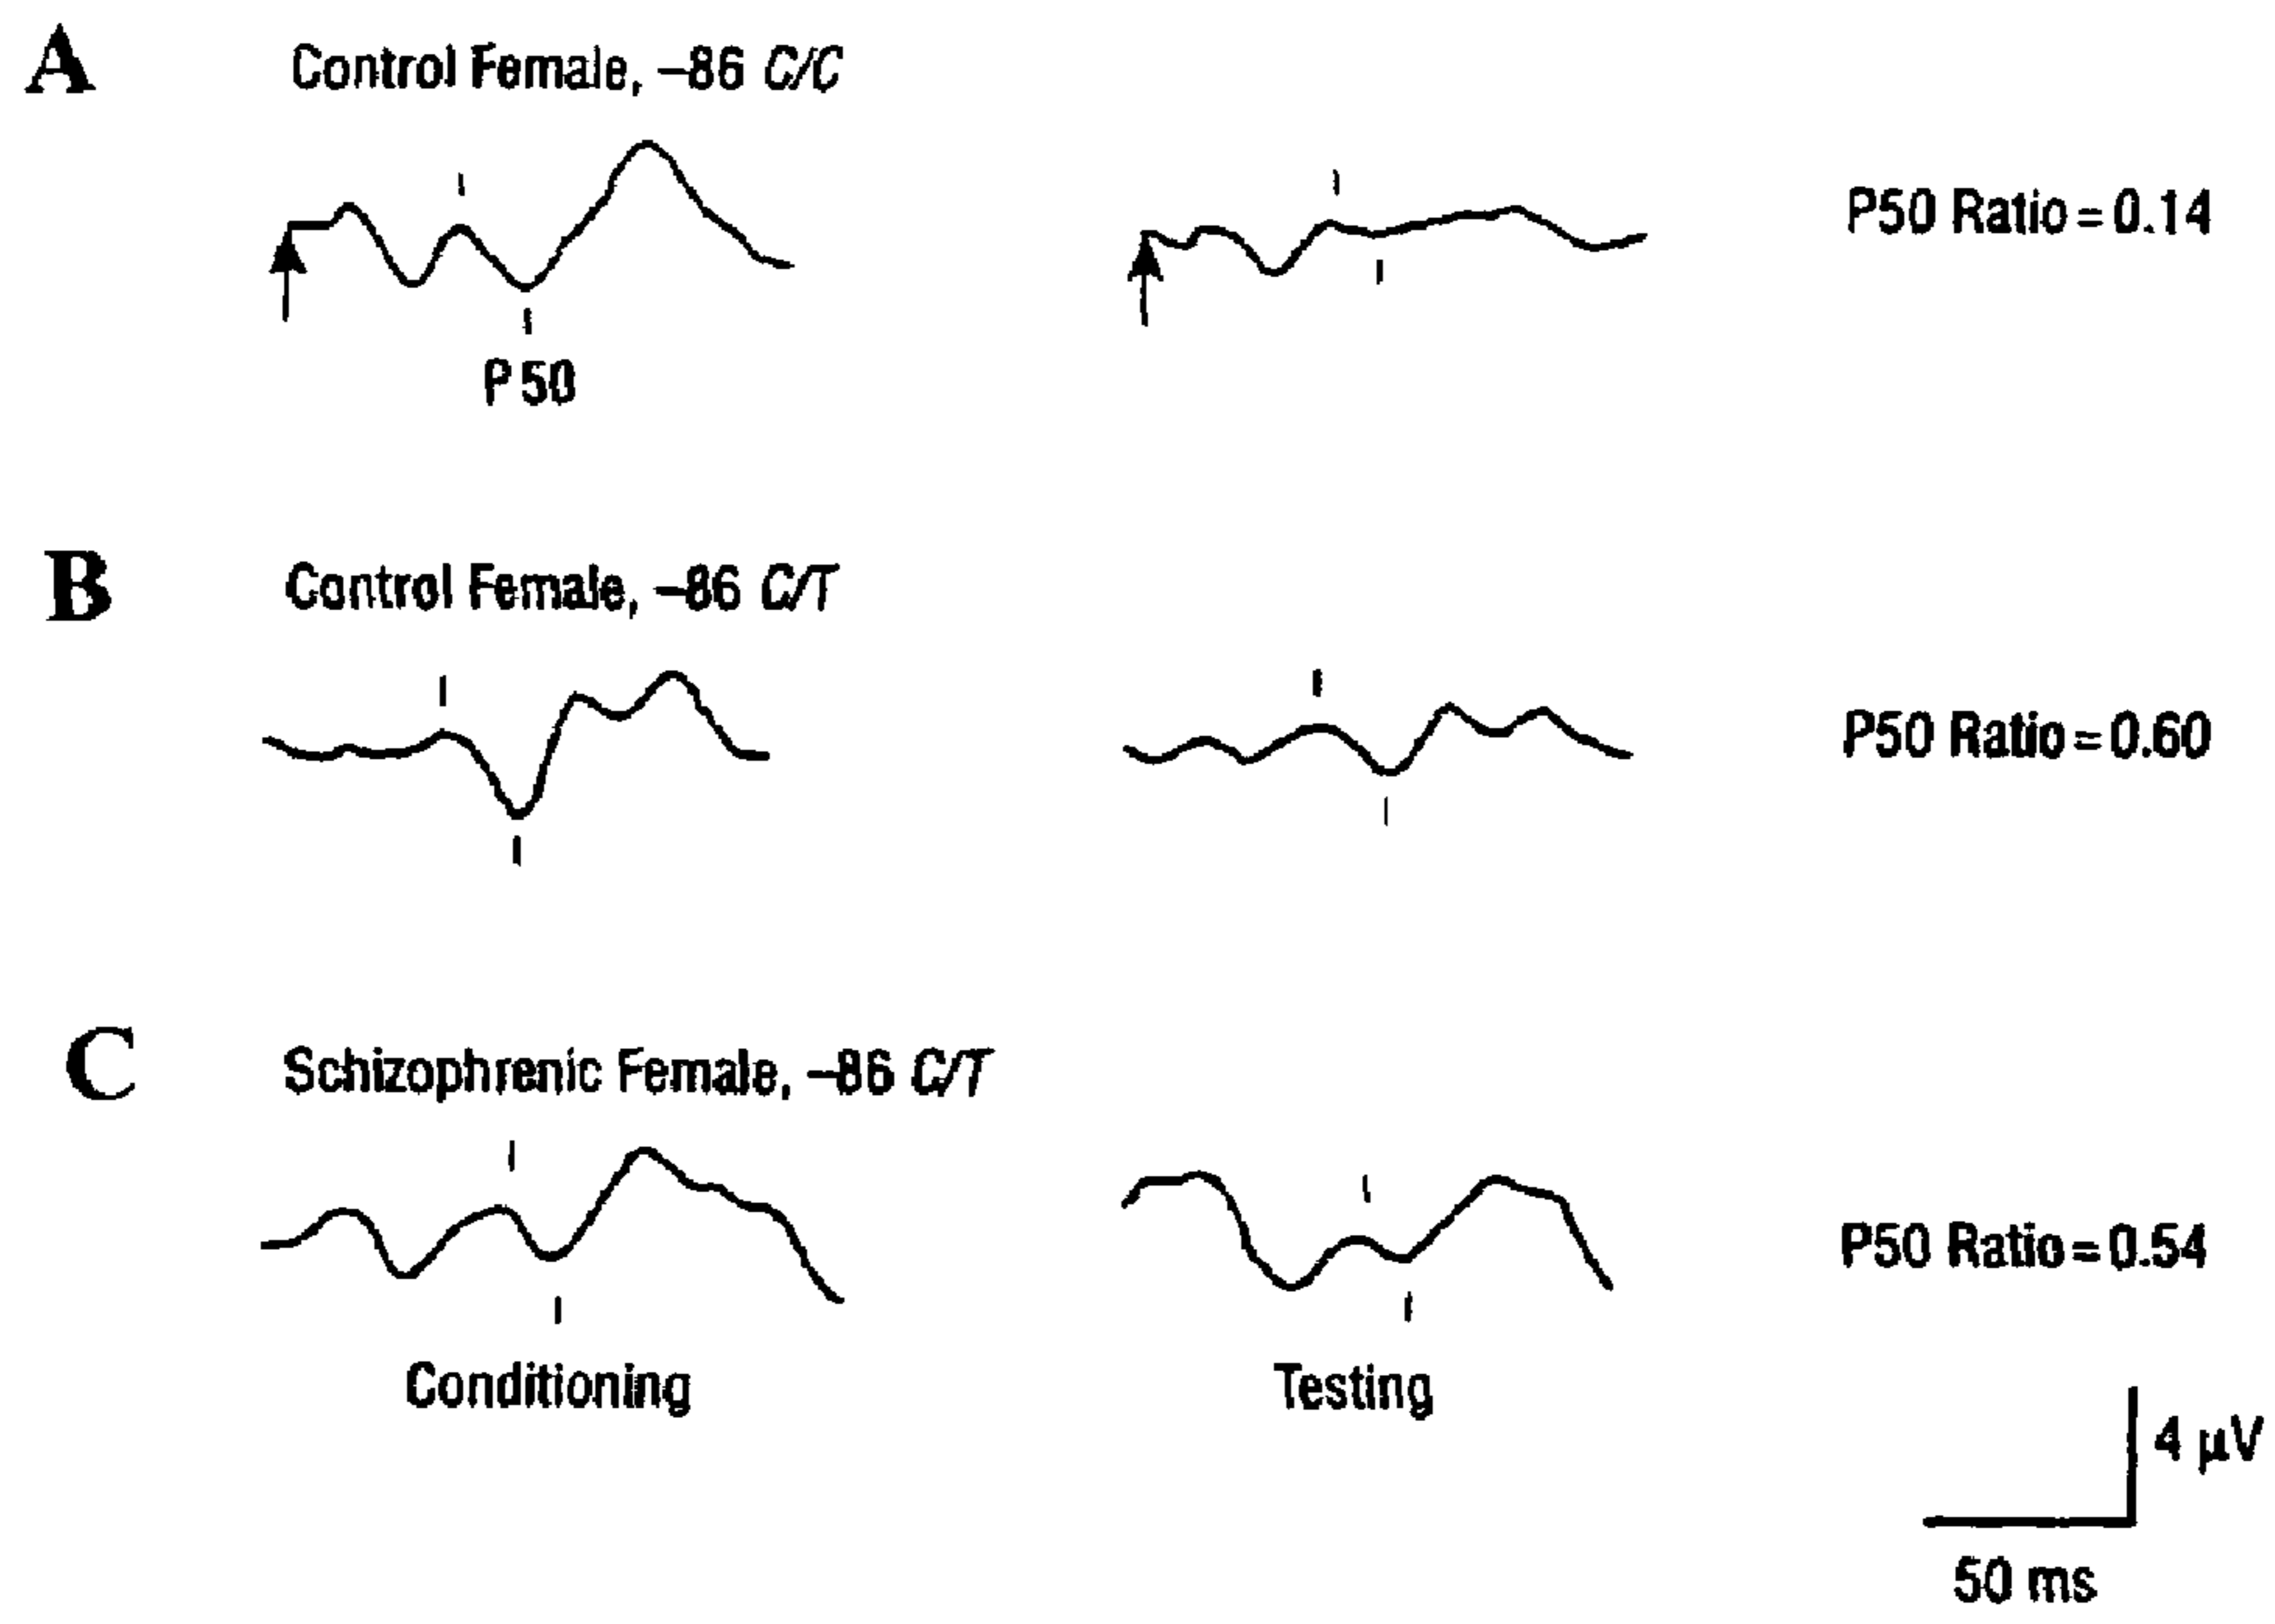 A
Control Female, –86 C/C
P50 Ratio = 0.14
P50
B
Control Female, –86 C/T
P50 Ratio = 0.60
C
Schizophrenic Female, –86 C/T
P50 Ratio = 0.54
Conditioning
Testing
4 µV
50 ms